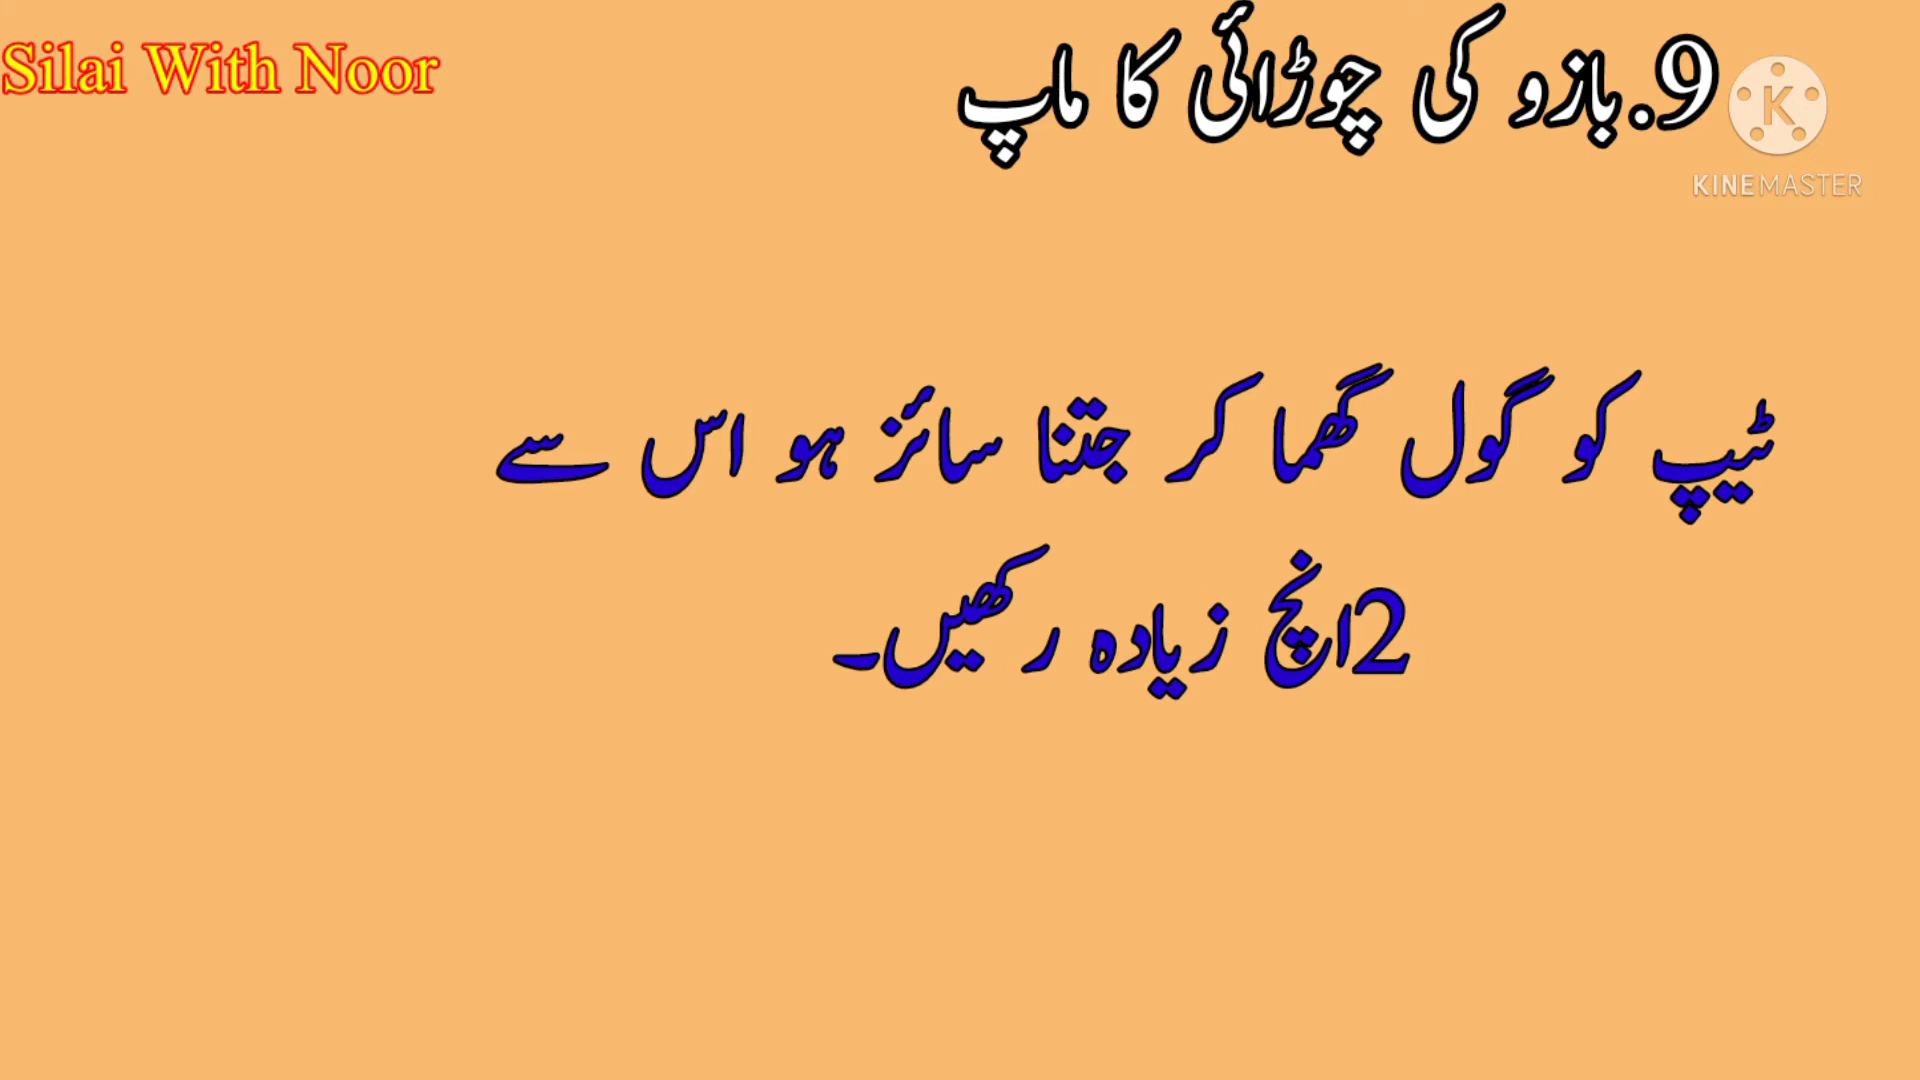 Silai With Noor
9.بازو کی چوڑائی کا ماپ
KINEMASTER
ٹیپ کو گول گھما کر جتنا سائز ہو اس سے
2انچ زیادہ رکھیں۔